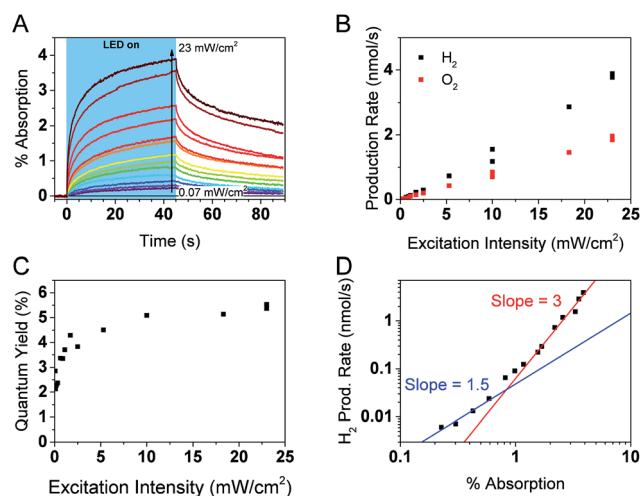 A
LED on
23 mW/cm²
0.07 mW/cm²
% Absorption
4
3
2
1
0
0 20 40 60 80
Time (s)
B
H₂
O₂
Production Rate (nmol/s)
6
4
2
0
0 5 10 15 20 25
Excitation Intensity (mW/cm²)
C
Quantum Yield (%)
7
6
5
4
3
2
1
0
0 5 10 15 20 25
Excitation Intensity (mW/cm²)
D
Slope = 3
Slope = 1.5
H₂ Prod. Rate (nmol/s)
1
0.1
0.01
0.1 1 10
% Absorption